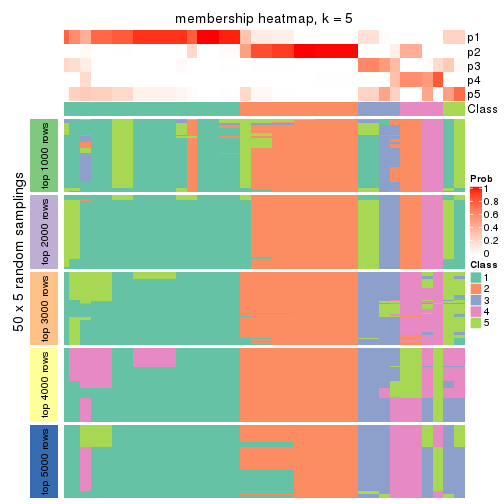 membership heatmap, k = 5
p1
p2
p3
p4
p5
Class
50 x 5 random samplings
top 1000 rows
top 2000 rows
top 3000 rows
top 4000 rows
top 5000 rows
Prob
1
0.8
0.6
0.4
0.2
0
Class
1
2
3
4
5